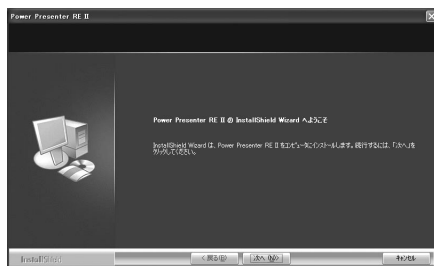 Power Presenter RE II
Power Presenter RE II の InstallShield Wizard へようこそ
InstallShield Wizard は、Power Presenter RE II をコンピュータにインストールします。続行するには、「次へ」を
クリックしてください。
InstallShield
< 戻る(B)
次へ(N)>
キャンセル